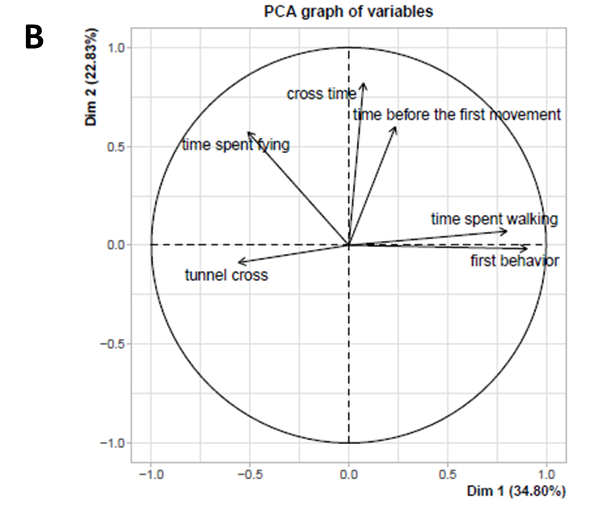 B
PCA graph of variables
Dim 2 (22.83%)
1.0
0.5
0.0
−0.5
−1.0
cross time
time before the first movement
time spent fying
time spent walking
first behavior
tunnel cross
−1.0 −0.5 0.0 0.5 1.0
Dim 1 (34.80%)